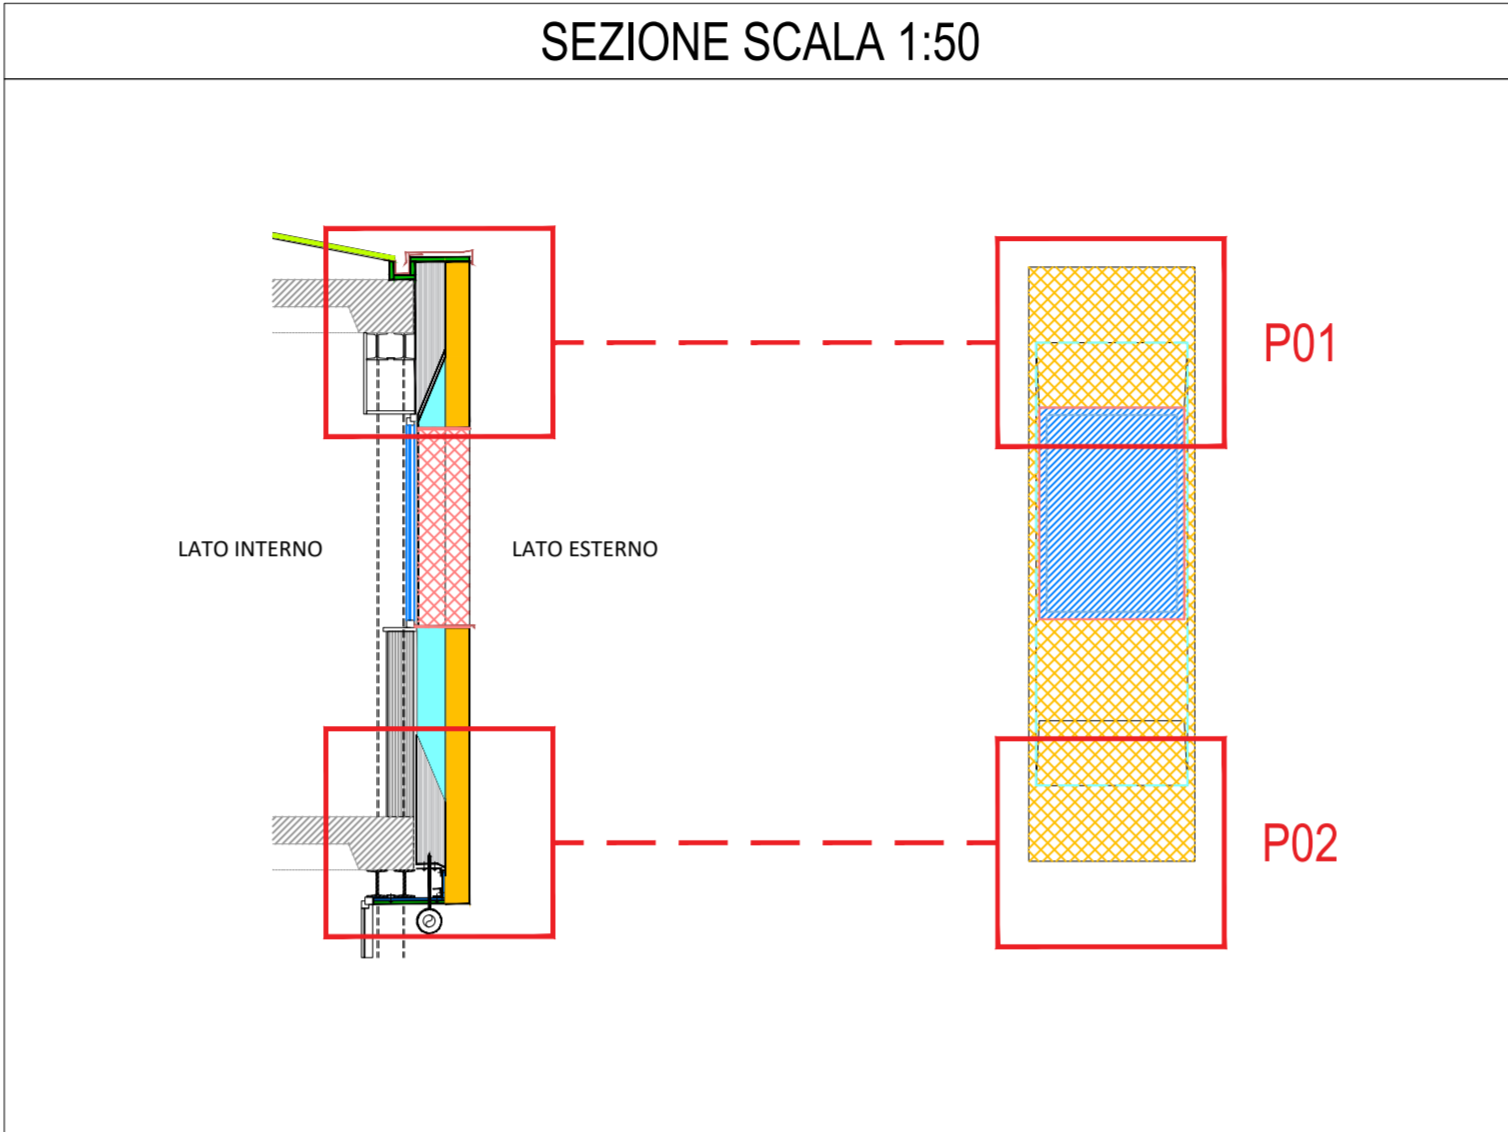 SEZIONE SCALA 1:50
P01
LATO INTERNO
LATO ESTERNO
P02